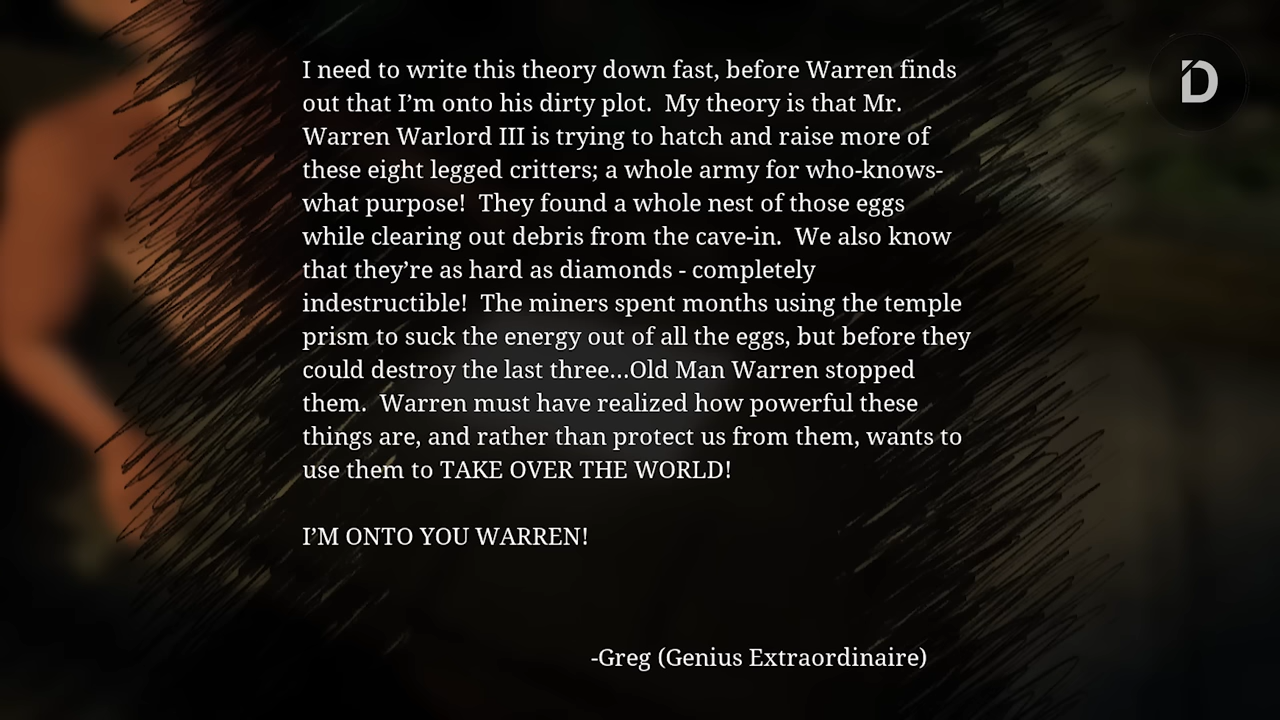 I need to write this theory down fast, before Warren finds
out that I’m onto his dirty plot.  My theory is that Mr.
Warren Warlord III is trying to hatch and raise more of
these eight legged critters; a whole army for who-knows-
what purpose!  They found a whole nest of those eggs
while clearing out debris from the cave-in.  We also know
that they’re as hard as diamonds - completely
indestructible!  The miners spent months using the temple
prism to suck the energy out of all the eggs, but before they
could destroy the last three...Old Man Warren stopped
them.  Warren must have realized how powerful these
things are, and rather than protect us from them, wants to
use them to TAKE OVER THE WORLD!
I’M ONTO YOU WARREN!
-Greg (Genius Extraordinaire)
D